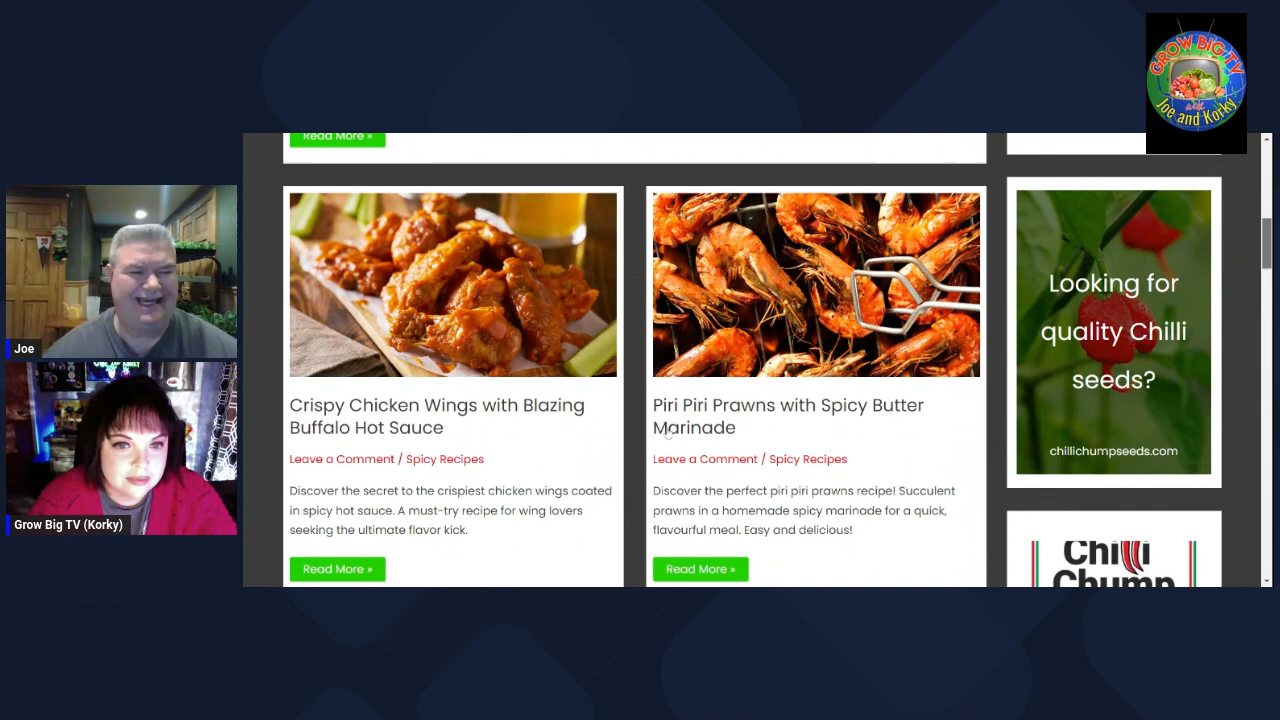 GROW BIG TV
with
Joe and Korky
Read More »
Joe
Grow Big TV (Korky)
Crispy Chicken Wings with Blazing
Buffalo Hot Sauce
Leave a Comment / Spicy Recipes
Discover the secret to the crispiest chicken wings coated
in spicy hot sauce. A must-try recipe for wing lovers
seeking the ultimate flavor kick.
Read More »
Piri Piri Prawns with Spicy Butter
Marinade
Leave a Comment / Spicy Recipes
Discover the perfect piri piri prawns recipe! Succulent
prawns in a homemade spicy marinade for a quick,
flavourful meal. Easy and delicious!
Read More »
Looking for
quality Chilli
seeds?
chillichumpseeds.com
Chilli
Chump